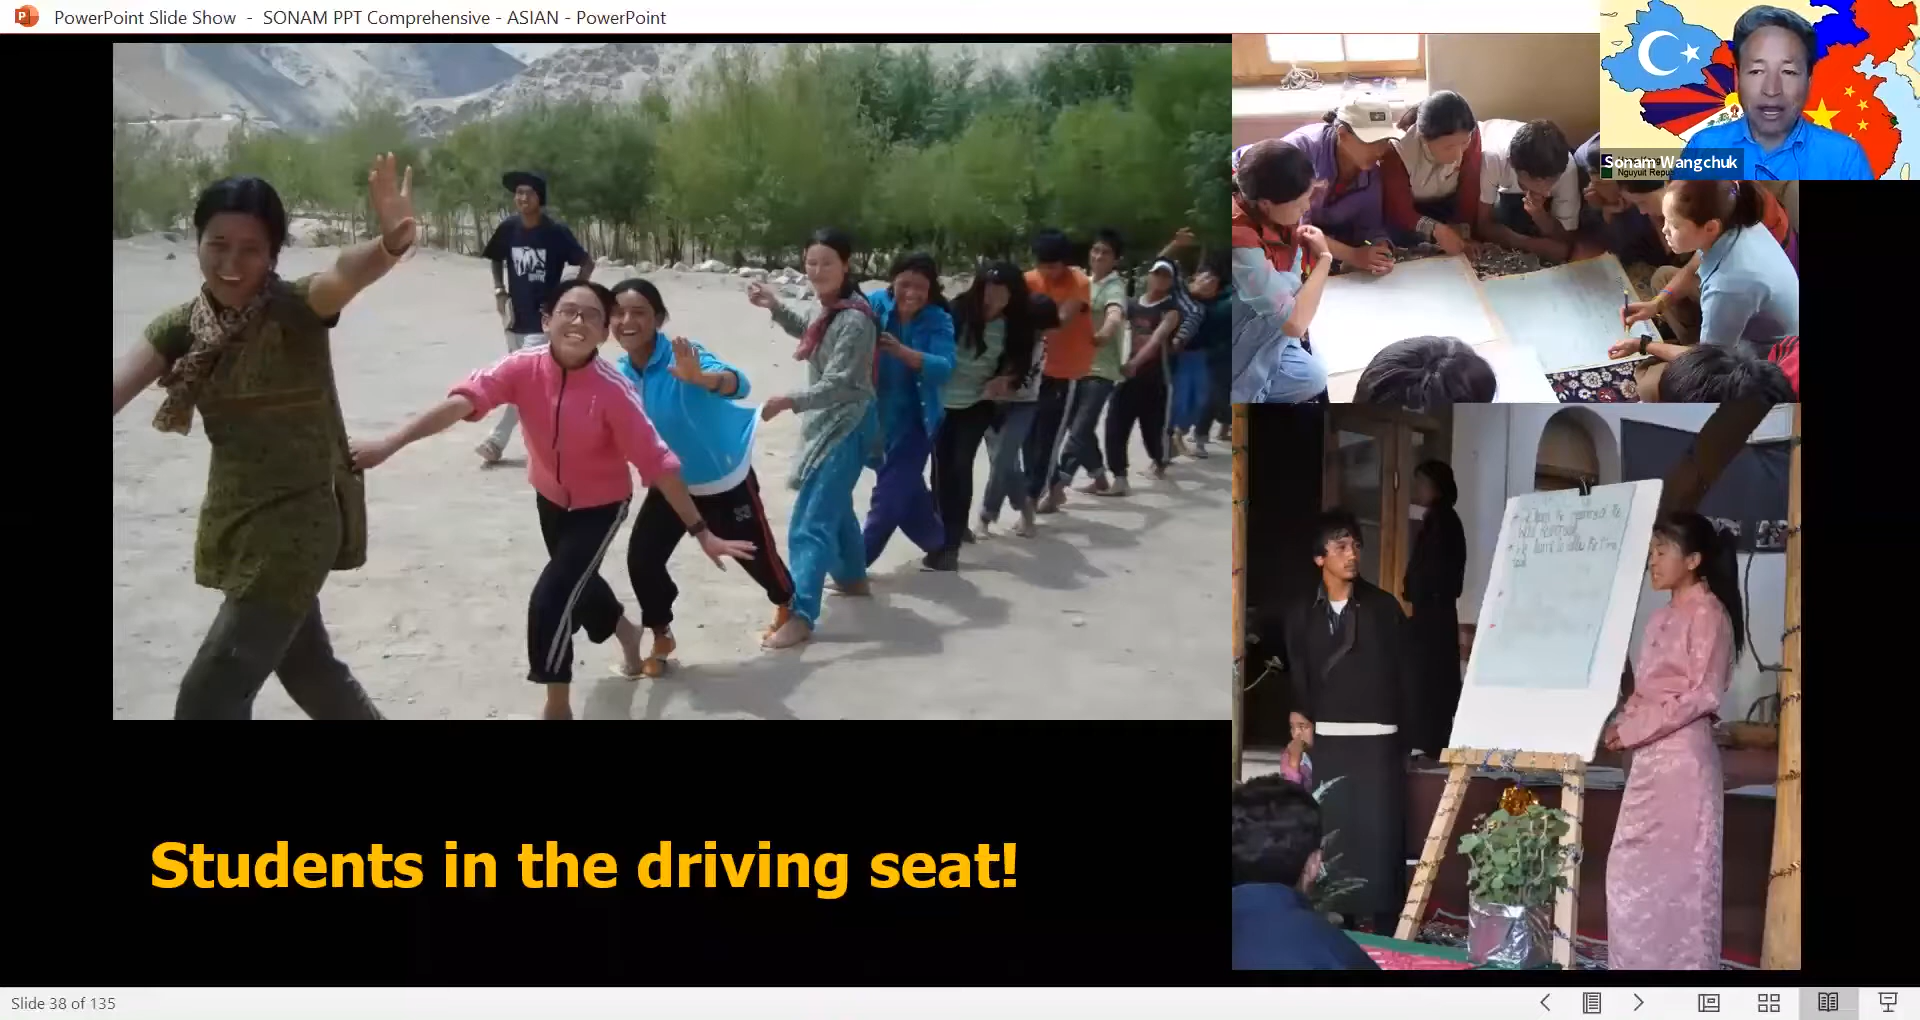 PowerPoint Slide Show - SONAM PPT Comprehensive - ASIAN - PowerPoint
Sonam Wangchuk
Students in the driving seat!
Slide 38 of 135